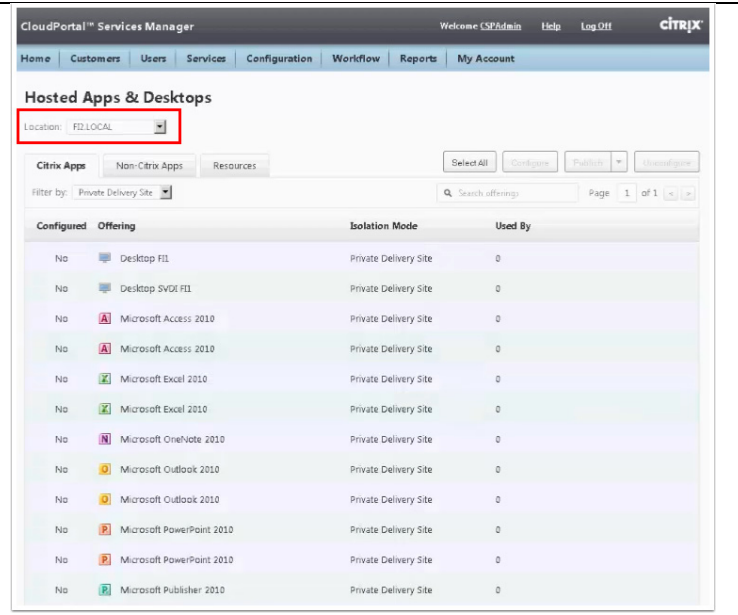 CloudPortal™ Services Manager Welcome CSPAdmin Help Log Off CITRIX
Home Customers Users Services Configuration Workflow Reports My Account
Hosted Apps & Desktops
Location: FI2.LOCAL
Citrix Apps Non-Citrix Apps Resources Select All Configure Publish Unconfigure
Filter by: Private Delivery Site Search offerings Page 1 of 1 < >
Configured Offering Isolation Mode Used By
No Desktop FI1 Private Delivery Site 0
No Desktop SVDI FI1 Private Delivery Site 0
No A Microsoft Access 2010 Private Delivery Site 0
No A Microsoft Access 2010 Private Delivery Site 0
No X Microsoft Excel 2010 Private Delivery Site 0
No X Microsoft Excel 2010 Private Delivery Site 0
No N Microsoft OneNote 2010 Private Delivery Site 0
No O Microsoft Outlook 2010 Private Delivery Site 0
No O Microsoft Outlook 2010 Private Delivery Site 0
No P Microsoft PowerPoint 2010 Private Delivery Site 0
No P Microsoft PowerPoint 2010 Private Delivery Site 0
No P Microsoft Publisher 2010 Private Delivery Site 0